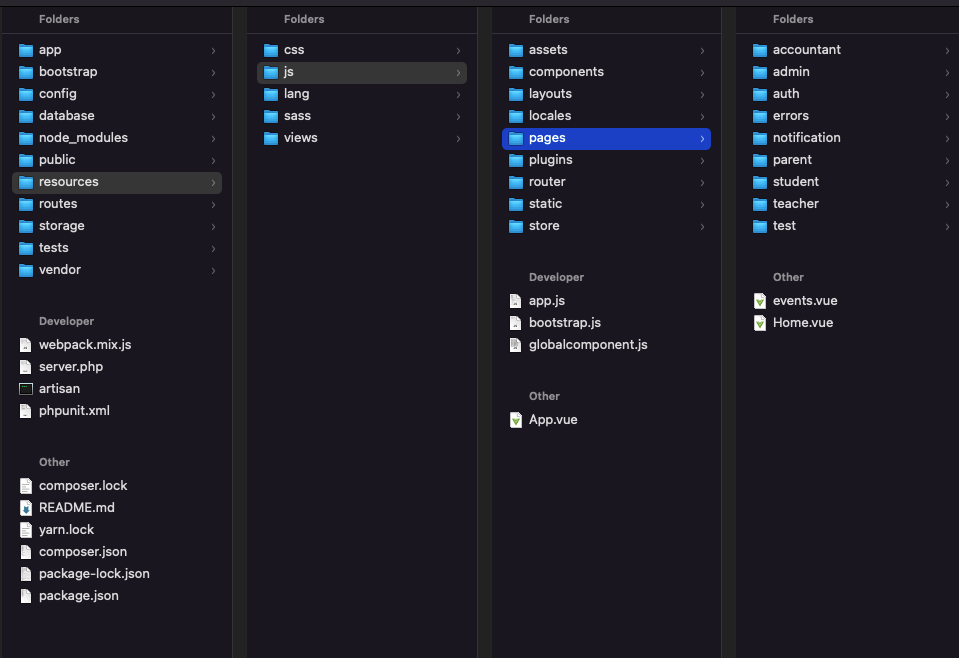 Folders
app
bootstrap
config
database
node_modules
public
resources
routes
storage
tests
vendor
Developer
webpack.mix.js
server.php
artisan
phpunit.xml
Other
composer.lock
README.md
yarn.lock
composer.json
package-lock.json
package.json
Folders
css
js
lang
sass
views
Folders
assets
components
layouts
locales
pages
plugins
router
static
store
Developer
app.js
bootstrap.js
globalcomponent.js
Other
App.vue
Folders
accountant
admin
auth
errors
notification
parent
student
teacher
test
Other
events.vue
Home.vue